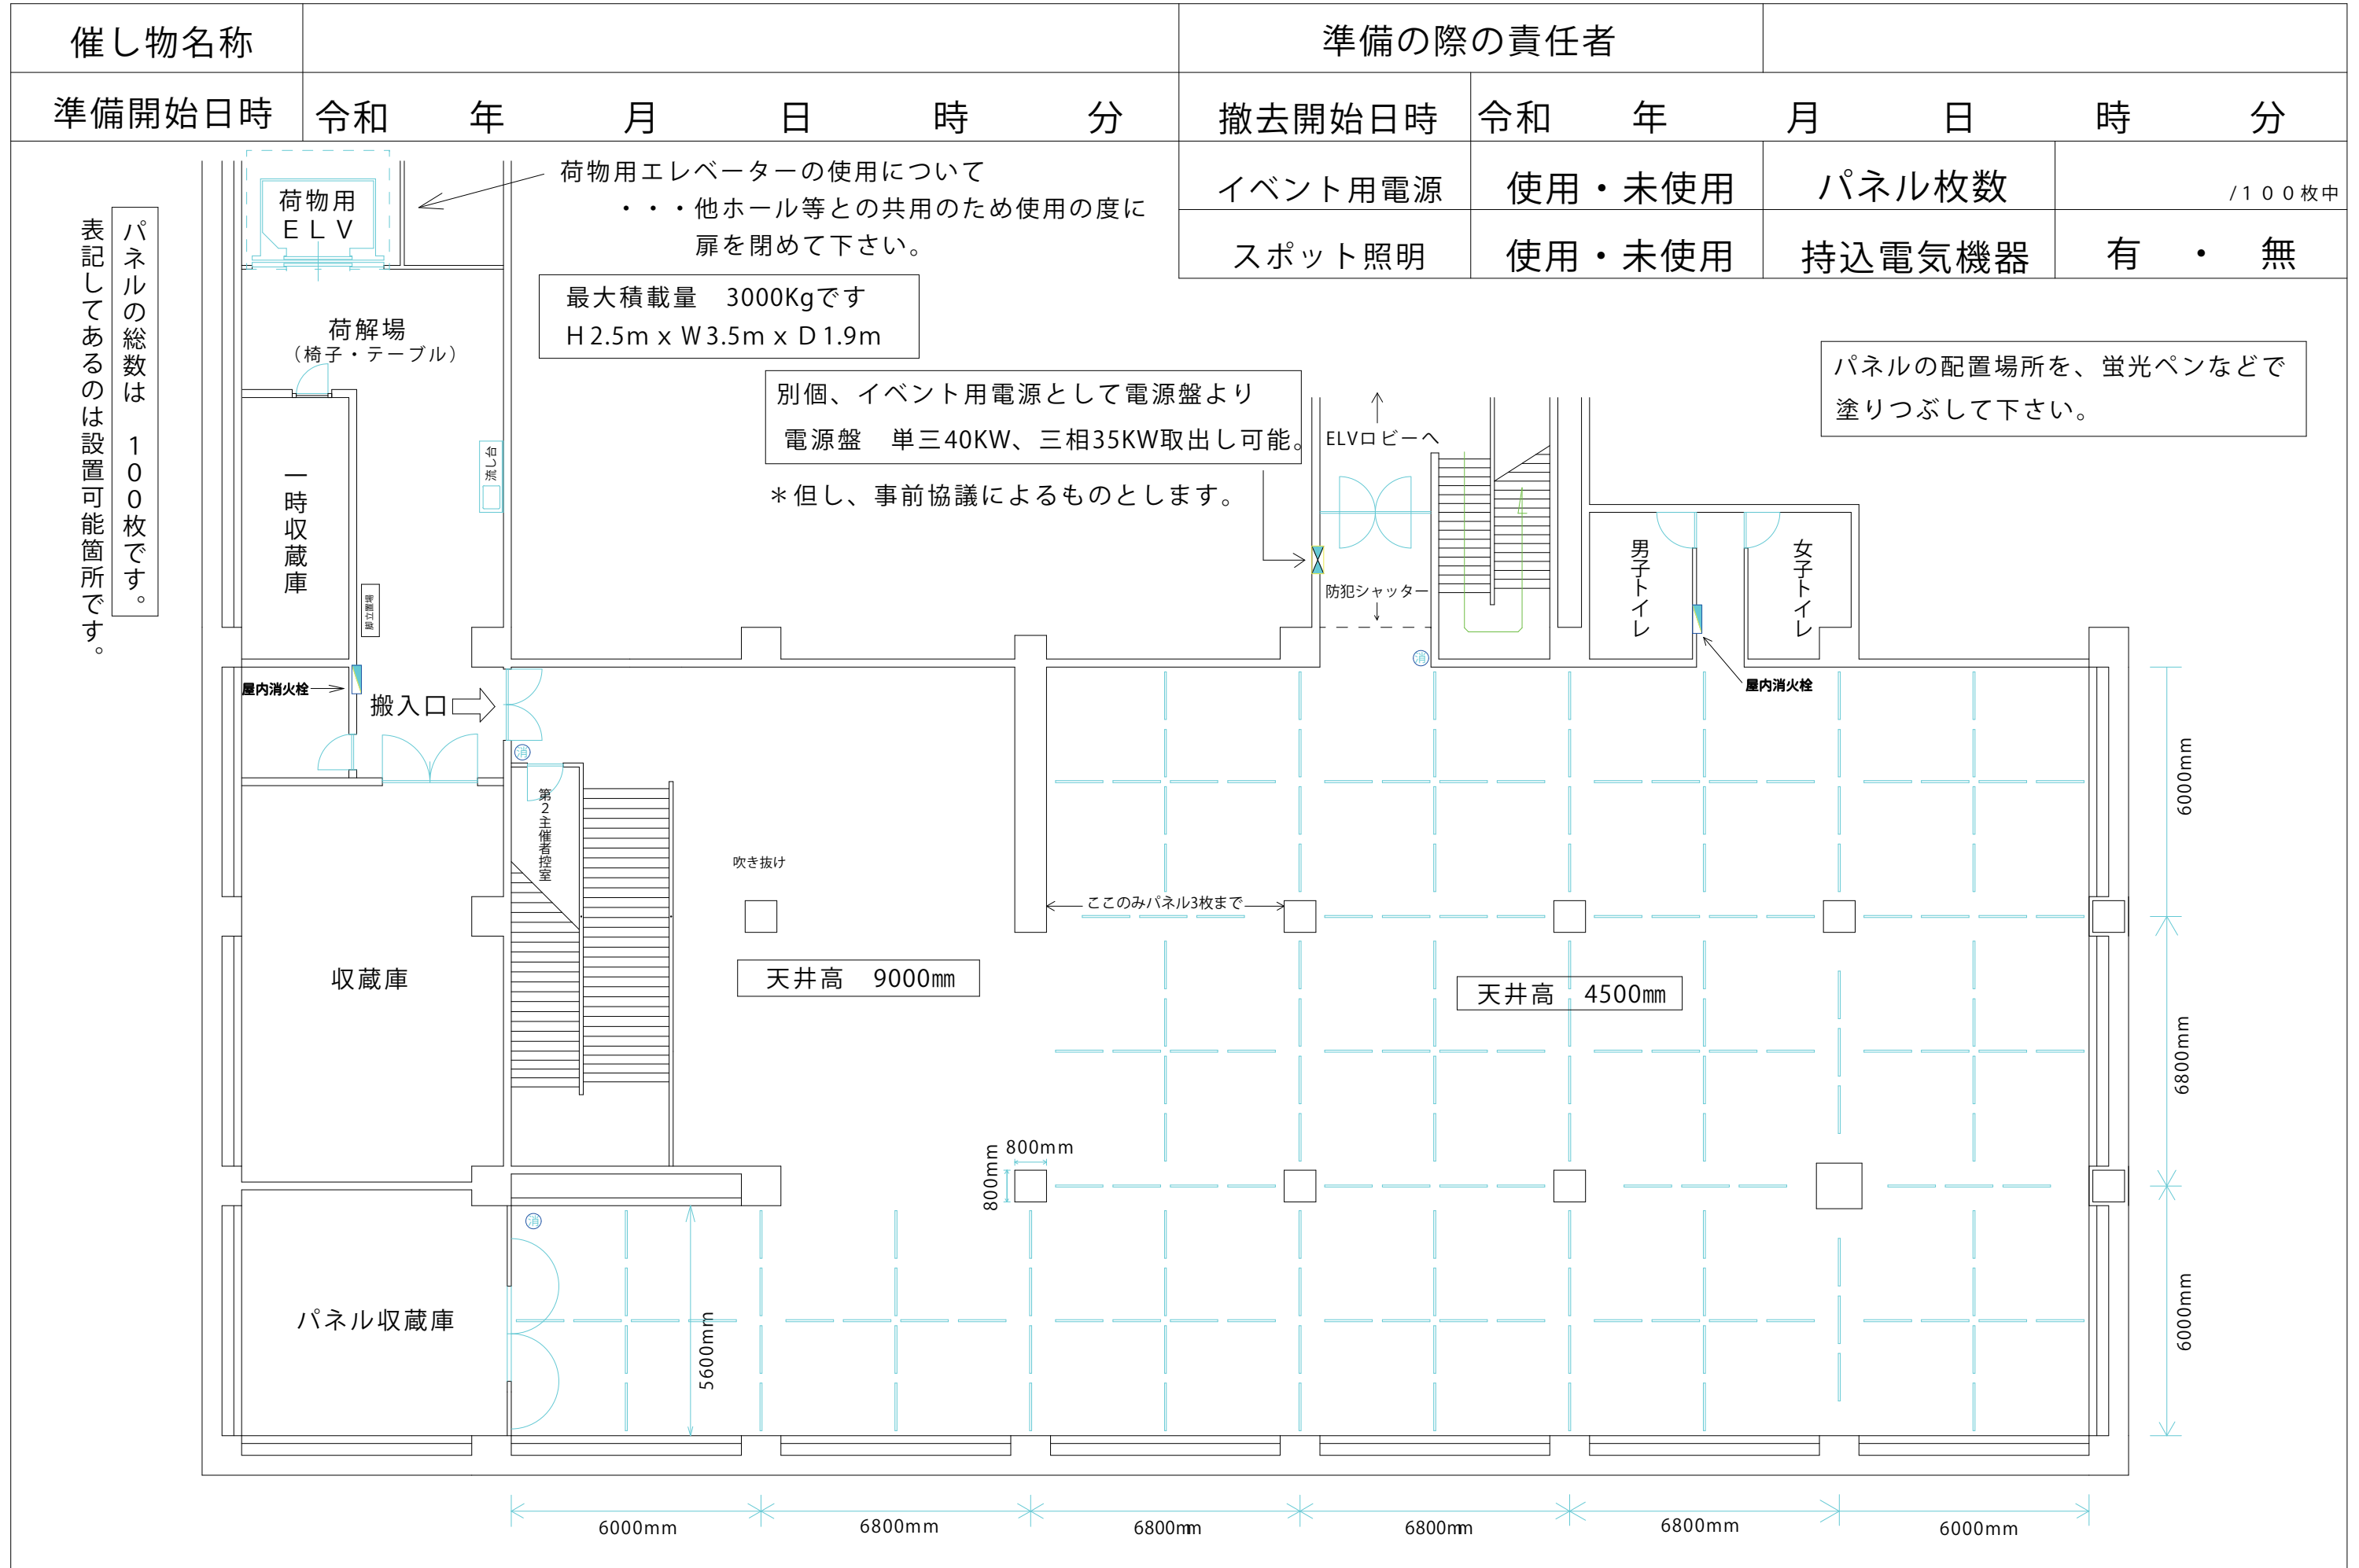 催し物名称
準備の際の責任者
準備開始日時 令和 年 月 日 時 分
撤去開始日時 令和 年 月 日 時 分
イベント用電源 使用・未使用 パネル枚数 /100枚中
スポット照明 使用・未使用 持込電気機器 有 ・ 無
荷物用エレベーターの使用について
・・・他ホール等との共用のため使用の度に
扉を閉めて下さい。
荷物用
ELV
パネルの総数は 100枚です。
表記してあるのは設置可能箇所です。
最大積載量 3000Kgです
H2.5m x W3.5m x D1.9m
荷解場
(椅子・テーブル)
別個、イベント用電源として電源盤より
電源盤 単三40KW、三相35KW取出し可能。
＊但し、事前協議によるものとします。
パネルの配置場所を、蛍光ペンなどで
塗りつぶして下さい。
ELVロビーへ
流し台
一時収蔵庫
脚立置場
防犯シャッター
男子トイレ
女子トイレ
消
屋内消火栓
屋内消火栓
搬入口
消
第2主催者控室
吹き抜け
ここのみパネル3枚まで
6000mm
収蔵庫
天井高 9000㎜
天井高 4500㎜
6800mm
800mm
800mm
消
パネル収蔵庫
5600mm
6000mm
6000mm
6800mm
6800mm
6800mm
6800mm
6000mm